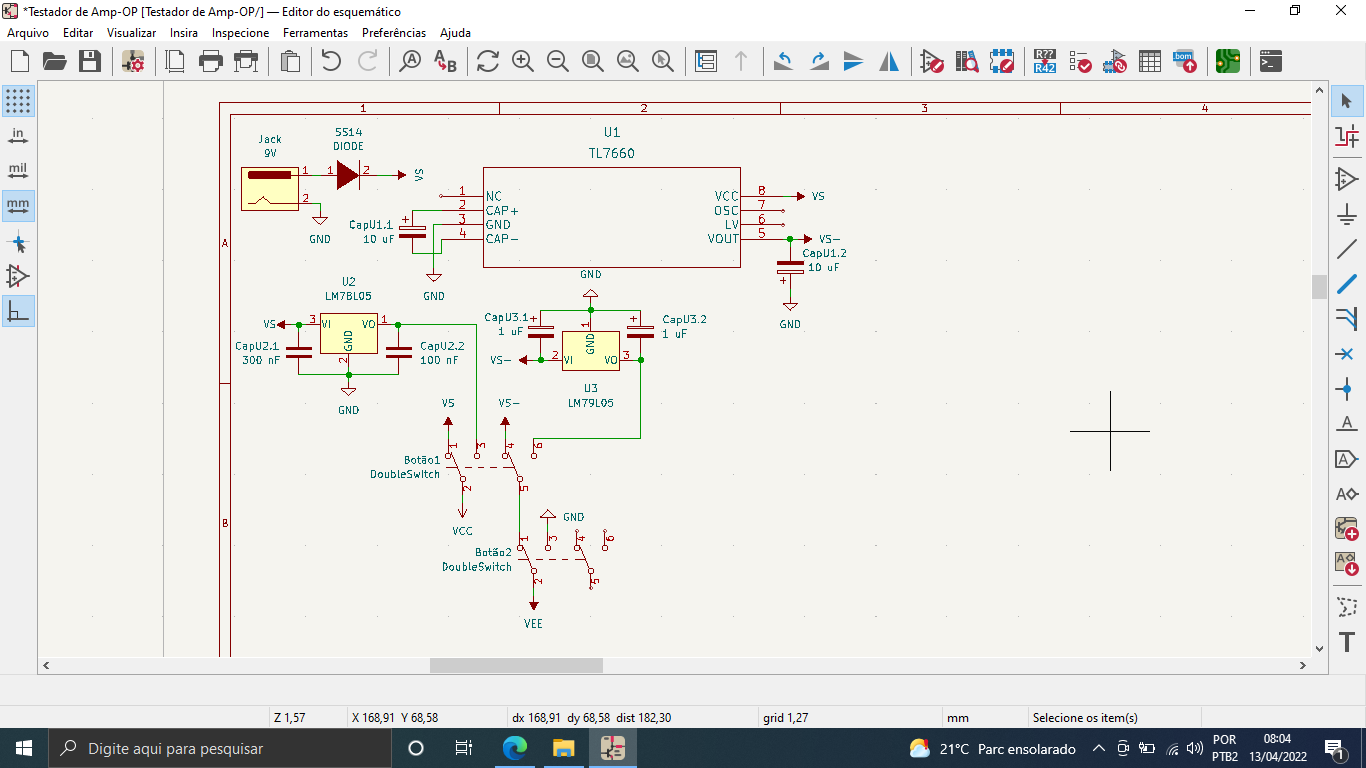 *Testador de Amp-OP [Testador de Amp-OP/] — Editor do esquemático
Arquivo Editar Visualizar Insira Inspecione Ferramentas Preferências Ajuda
R??
R42
bom
in
mil
mm
1 2 3 4
A
B
Jack
9V
1
2
GND
SS14
DIODE
1 2
VS
U1
TL7660
1 NC
2 CAP+
3 GND
4 CAP-
VCC 8 VS
OSC 7
LV 6
VOUT 5 VS-
CapU1.1
10 uF
GND
CapU1.2
10 uF
GND
U2
LM78L05
VS 3 VI VO 1
GND
2
CapU2.1
300 nF
CapU2.2
100 nF
GND
GND
CapU3.1
1 uF
CapU3.2
1 uF
1
GND
VS- 2 VI VO 3
U3
LM79L05
VS VS-
1 3 4 6
Botão1
DoubleSwitch
2 5
VCC
GND
1 3 4 6
Botão2
DoubleSwitch
2 5
VEE
Z 1,57
X 168,91 Y 68,58
dx 168,91 dy 68,58 dist 182,30
grid 1,27
mm
Selecione os item(s)
Digite aqui para pesquisar
21°C Parc ensolarado
POR
PTB2
08:04
13/04/2022
1